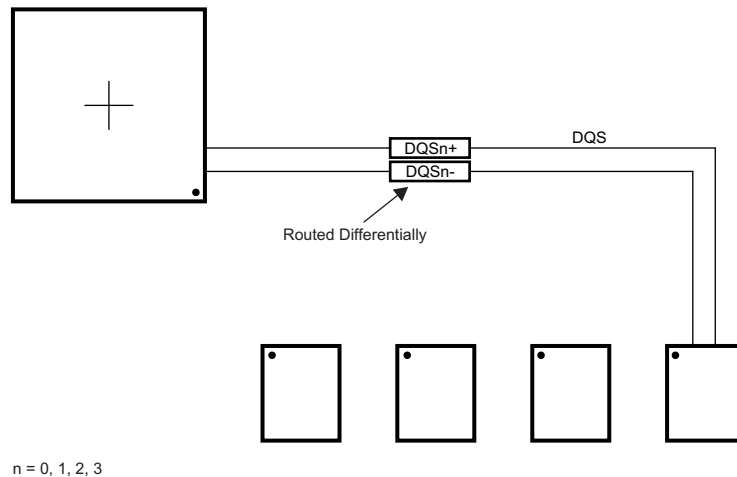 DQSn+
DQS
DQSn-
Routed Differentially
n = 0, 1, 2, 3